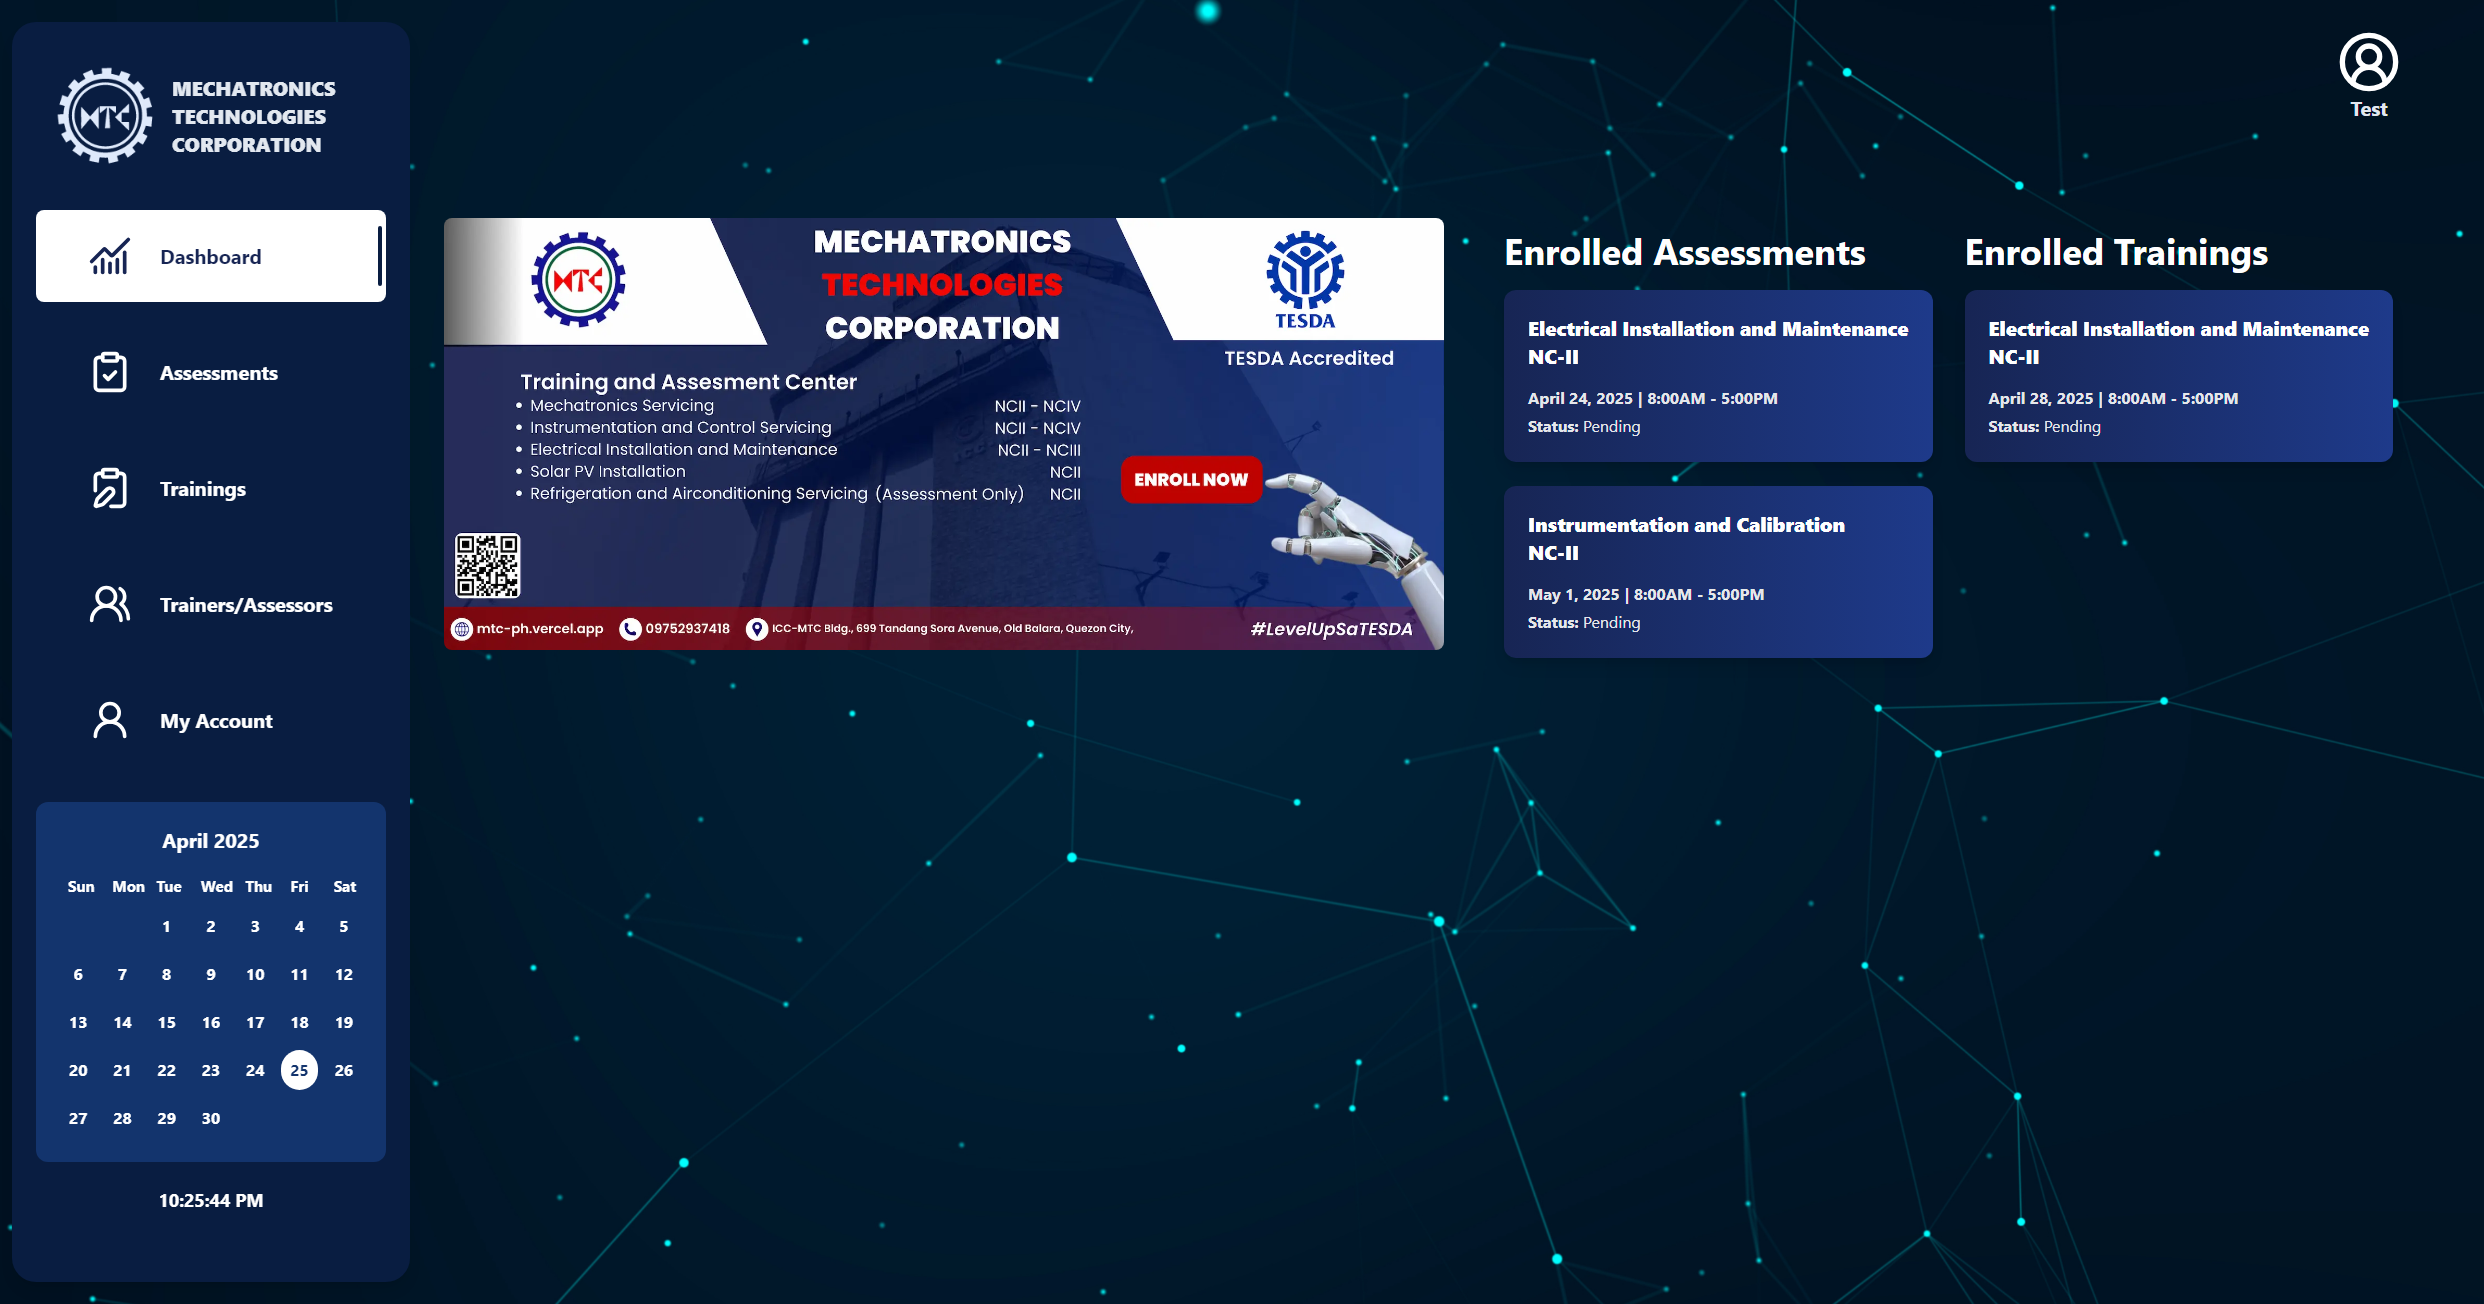 MTC
MECHATRONICS
TECHNOLOGIES
CORPORATION
Dashboard
Assessments
Trainings
Trainers/Assessors
My Account
April 2025
Sun Mon Tue Wed Thu Fri Sat
1 2 3 4 5
6 7 8 9 10 11 12
13 14 15 16 17 18 19
20 21 22 23 24 25 26
27 28 29 30
10:25:44 PM
Test
MTC
MECHATRONICS
TECHNOLOGIES
CORPORATION
TESDA
TESDA Accredited
Training and Assesment Center
• Mechatronics Servicing NCII - NCIV
• Instrumentation and Control Servicing NCII - NCIV
• Electrical Installation and Maintenance NCII - NCIII
• Solar PV Installation NCII
• Refrigeration and Airconditioning Servicing (Assessment Only) NCII
ENROLL NOW
mtc-ph.vercel.app 09752937418 ICC-MTC Bldg., 699 Tandang Sora Avenue, Old Balara, Quezon City, #LevelUpSaTESDA
Enrolled Assessments
Electrical Installation and Maintenance
NC-II
April 24, 2025 | 8:00AM - 5:00PM
Status: Pending
Instrumentation and Calibration
NC-II
May 1, 2025 | 8:00AM - 5:00PM
Status: Pending
Enrolled Trainings
Electrical Installation and Maintenance
NC-II
April 28, 2025 | 8:00AM - 5:00PM
Status: Pending